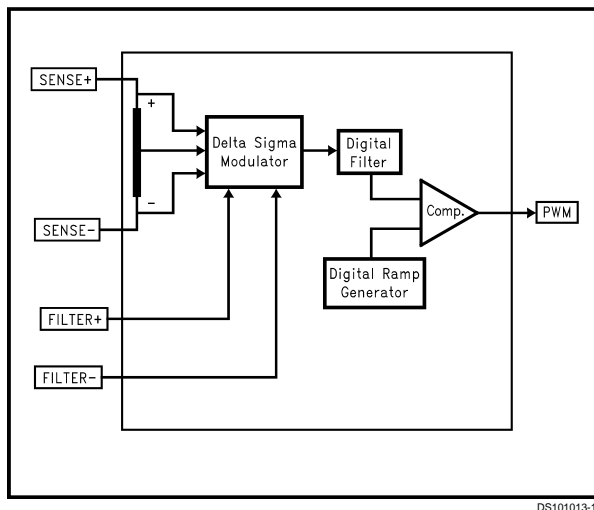 SENSE+
+
Delta Sigma
Modulator
Digital
Filter
Comp.
PWM
−
SENSE−
Digital Ramp
Generator
FILTER+
FILTER−
DS101013-1